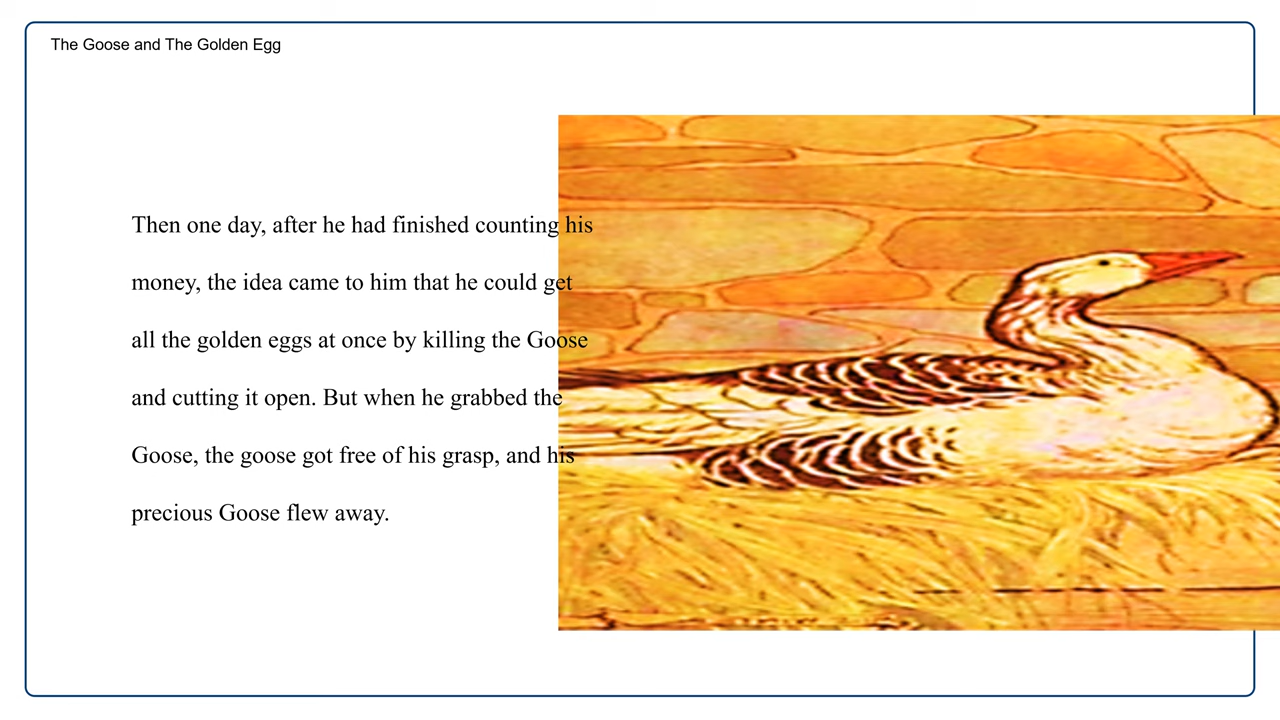 The Goose and The Golden Egg
Then one day, after he had finished counting his
money, the idea came to him that he could get
all the golden eggs at once by killing the Goose
and cutting it open. But when he grabbed the
Goose, the goose got free of his grasp, and his
precious Goose flew away.